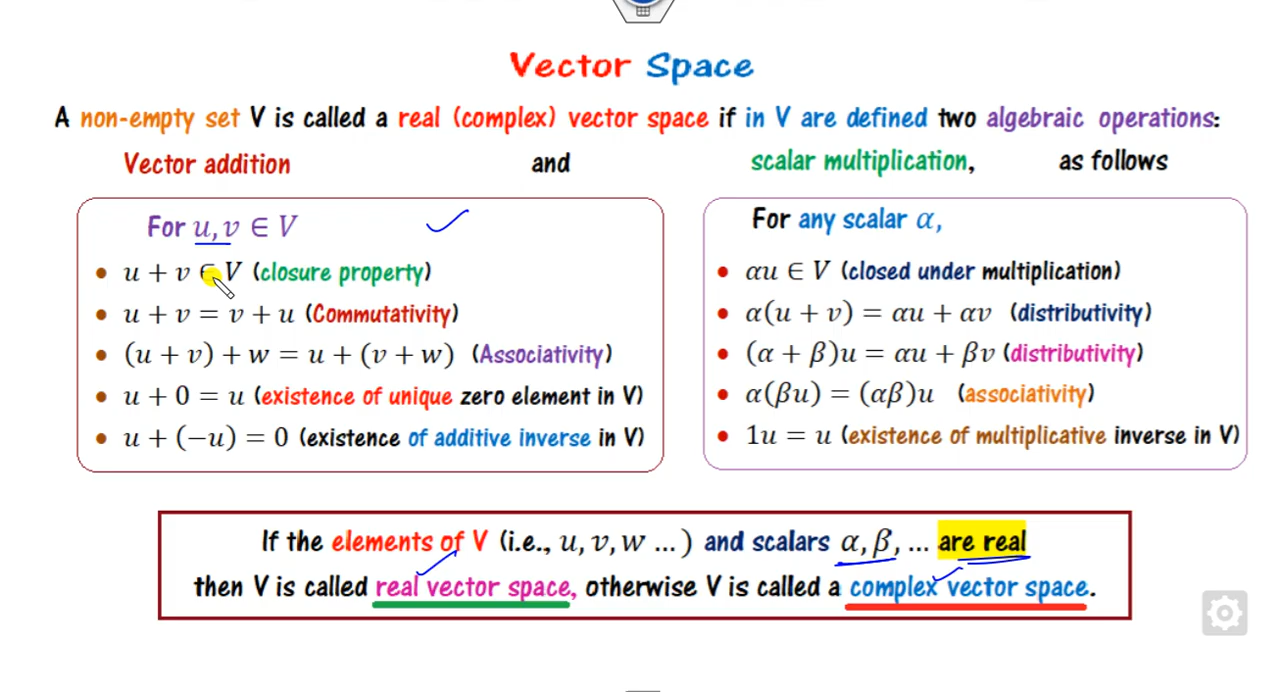 Vector Space
A non-empty set V is called a real (complex) vector space if in V are defined two algebraic operations:
Vector addition and scalar multiplication, as follows
For u, v ∈ V
• u + v ∈ V (closure property)
• u + v = v + u (Commutativity)
• (u + v) + w = u + (v + w) (Associativity)
• u + 0 = u (existence of unique zero element in V)
• u + (−u) = 0 (existence of additive inverse in V)
For any scalar α,
• αu ∈ V (closed under multiplication)
• α(u + v) = αu + αv (distributivity)
• (α + β)u = αu + βv (distributivity)
• α(βu) = (αβ)u (associativity)
• 1u = u (existence of multiplicative inverse in V)
If the elements of V (i.e., u, v, w ... ) and scalars α, β, ... are real
then V is called real vector space, otherwise V is called a complex vector space.